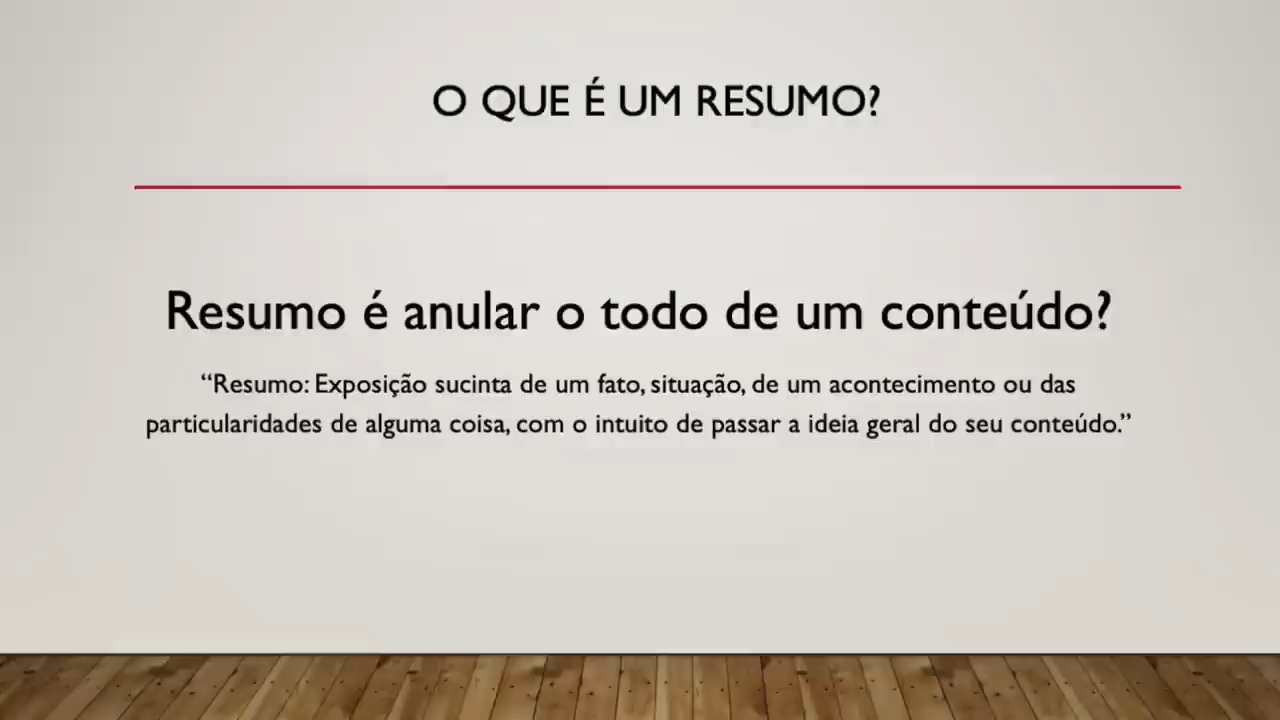 O QUE É UM RESUMO?
Resumo é anular o todo de um conteúdo?
“Resumo: Exposição sucinta de um fato, situação, de um acontecimento ou das
particularidades de alguma coisa, com o intuito de passar a ideia geral do seu conteúdo.”